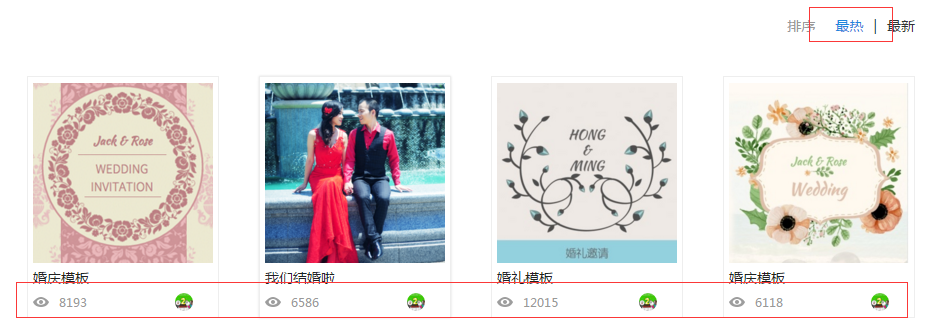 排序 最热 | 最新
Jack & Rose
WEDDING
INVITATION
HONG
&
MING
婚礼邀请
Jack & Rose
Wedding
婚庆模板 我们结婚啦 婚礼模板 婚庆模板
8193 6586 12015 6118